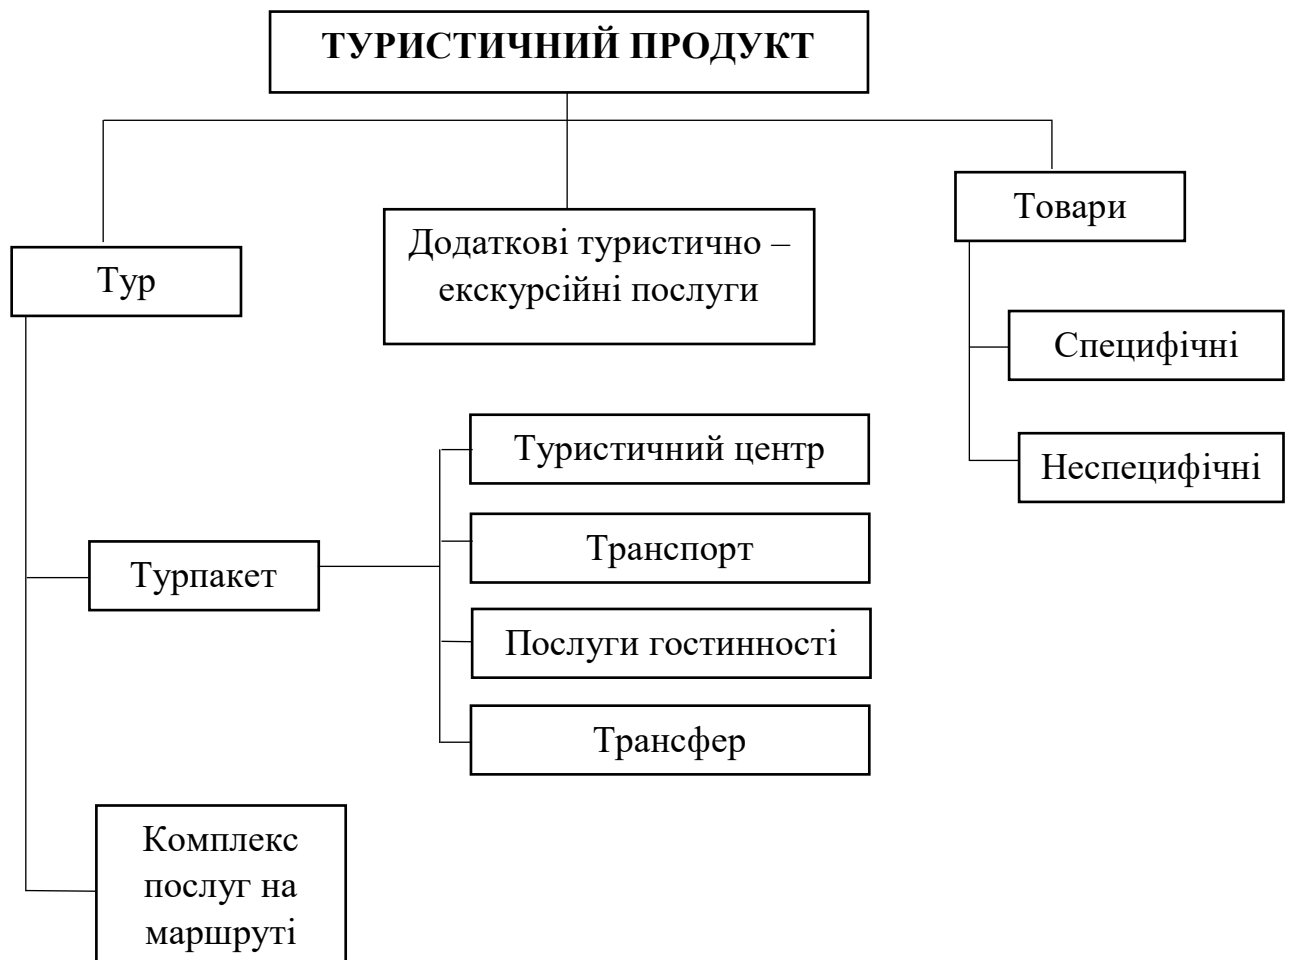 ТУРИСТИЧНИЙ ПРОДУКТ
Товари
Додаткові туристично –
екскурсійні послуги
Тур
Специфічні
Неспецифічні
Туристичний центр
Транспорт
Турпакет
Послуги гостинності
Трансфер
Комплекс
послуг на
маршруті